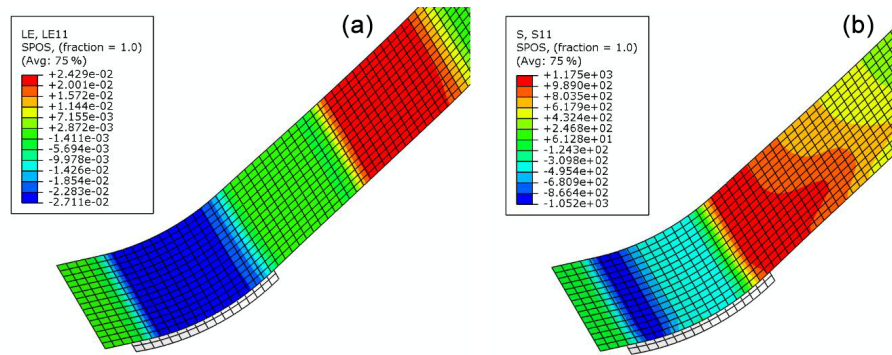 (a)
LE, LE11
SPOS, (fraction = 1.0)
(Avg: 75 %)
+2.429e-02
+2.001e-02
+1.572e-02
+1.144e-02
+7.155e-03
+2.872e-03
-1.411e-03
-5.694e-03
-9.978e-03
-1.426e-02
-1.854e-02
-2.283e-02
-2.711e-02
(b)
S, S11
SPOS, (fraction = 1.0)
(Avg: 75 %)
+1.175e+03
+9.890e+02
+8.035e+02
+6.179e+02
+4.324e+02
+2.468e+02
+6.128e+01
-1.243e+02
-3.098e+02
-4.954e+02
-6.809e+02
-8.664e+02
-1.052e+03